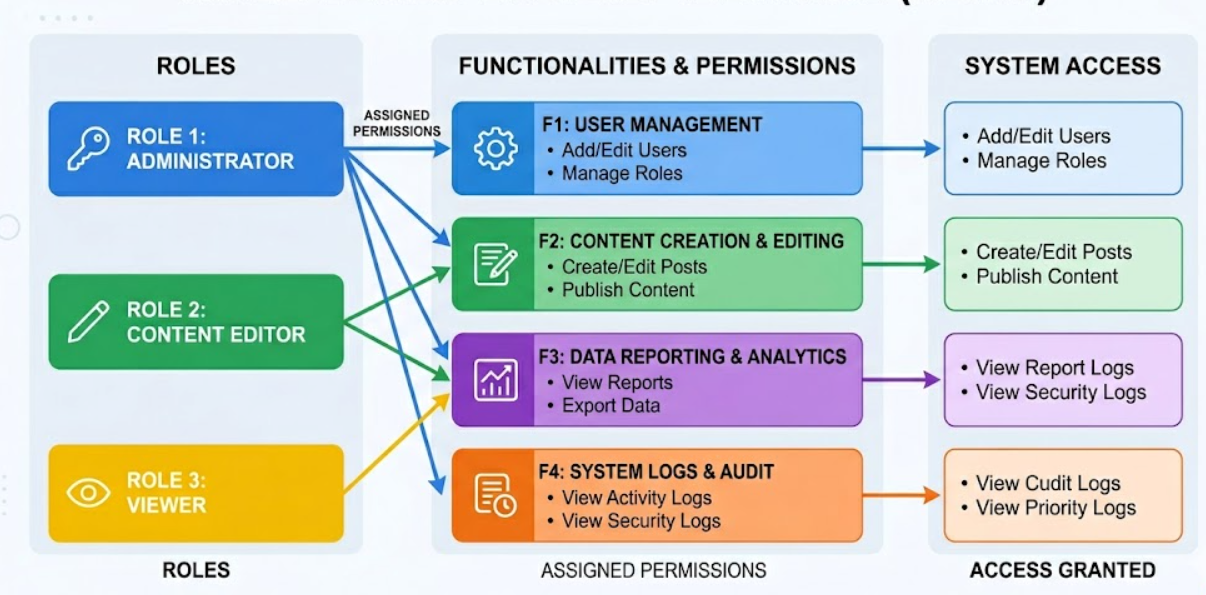 ROLES
FUNCTIONALITIES & PERMISSIONS
SYSTEM ACCESS
ROLE 1:
ADMINISTRATOR
ASSIGNED
PERMISSIONS
F1: USER MANAGEMENT
• Add/Edit Users
• Manage Roles
• Add/Edit Users
• Manage Roles
F2: CONTENT CREATION & EDITING
• Create/Edit Posts
• Publish Content
• Create/Edit Posts
• Publish Content
ROLE 2:
CONTENT EDITOR
F3: DATA REPORTING & ANALYTICS
• View Reports
• Export Data
• View Report Logs
• View Security Logs
ROLE 3:
VIEWER
F4: SYSTEM LOGS & AUDIT
• View Activity Logs
• View Security Logs
• View Cudit Logs
• View Priority Logs
ROLES
ASSIGNED PERMISSIONS
ACCESS GRANTED